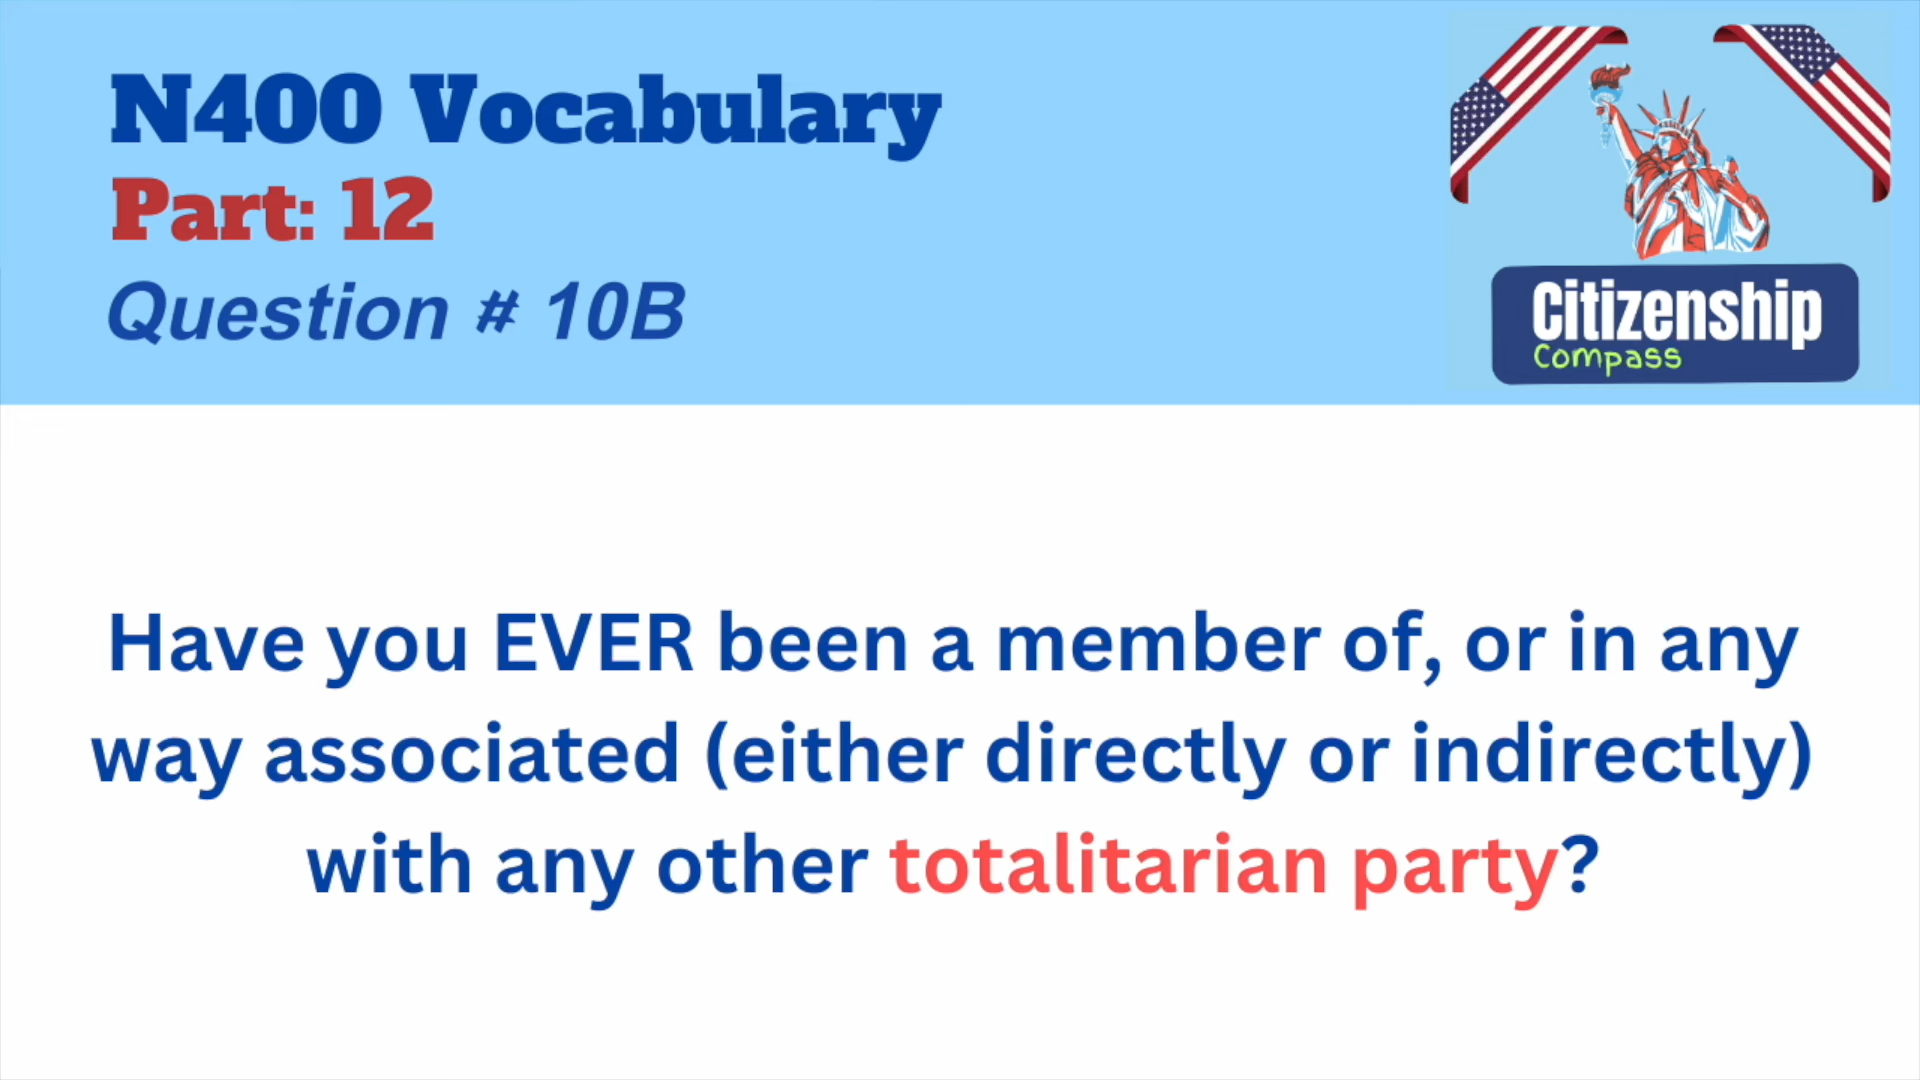 N400 Vocabulary
Part: 12
Question # 10B
Citizenship
Compass
Have you EVER been a member of, or in any
way associated (either directly or indirectly)
with any other totalitarian party?